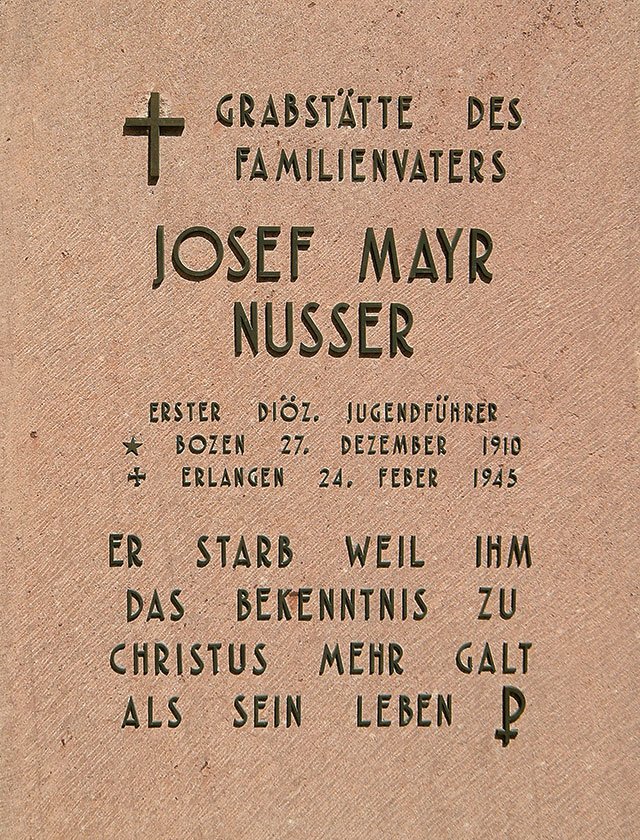 GRABSTÄTTE DES
FAMILIENVATERS
JOSEF MAYR
NUSSER
ERSTER DIÖZ. JUGENDFÜHRER
★ BOZEN 27. DEZEMBER 1910
✠ ERLANGEN 24. FEBER 1945
ER STARB WEIL IHM
DAS BEKENNTNIS ZU
CHRISTUS MEHR GALT
ALS SEIN LEBEN